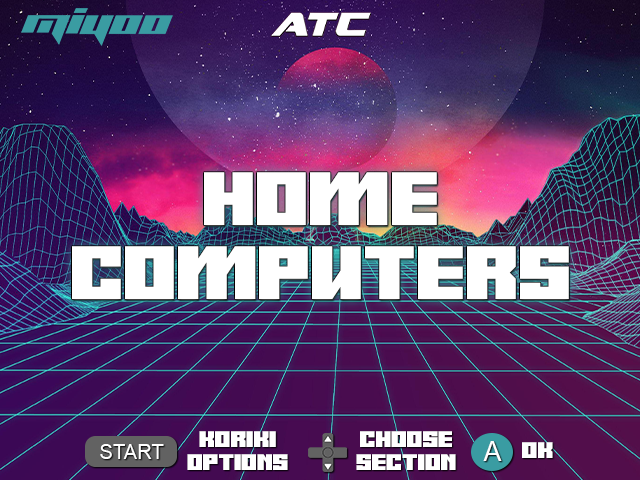 miyoo
ATC
HOME
COMPUTERS
START
KORIKI
OPTIONS
CHOOSE
SECTION
A
OK